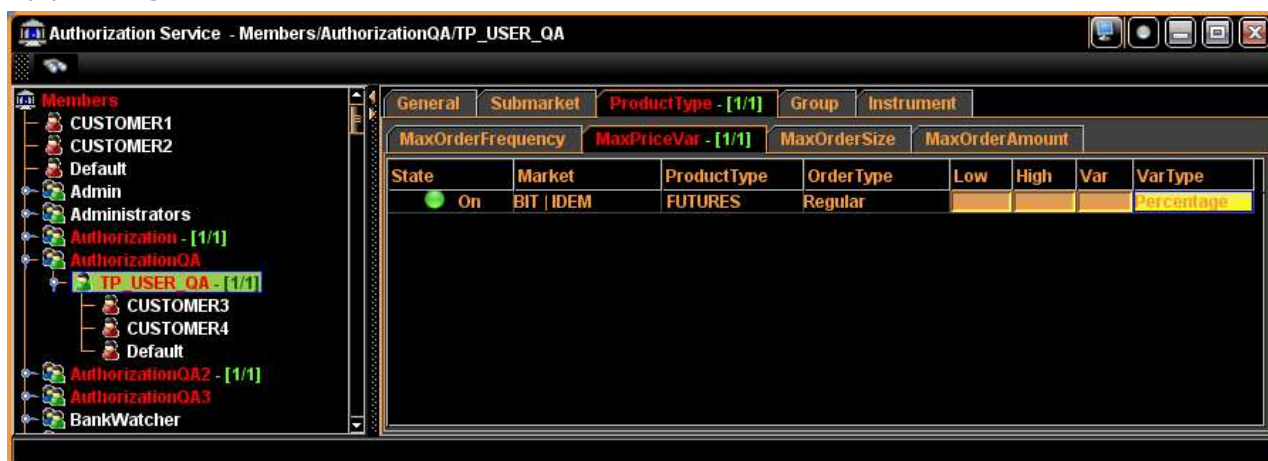 Authorization Service - Members/AuthorizationQA/TP_USER_QA
Members
CUSTOMER1
CUSTOMER2
Default
Admin
Administrators
Authorization - [1/1]
AuthorizationQA
TP_USER_QA - [1/1]
CUSTOMER3
CUSTOMER4
Default
AuthorizationQA2 - [1/1]
AuthorizationQA3
BankWatcher
General Submarket ProductType - [1/1] Group Instrument
MaxOrderFrequency MaxPriceVar - [1/1] MaxOrderSize MaxOrderAmount
State Market ProductType OrderType Low High Var VarType
On BIT | IDEM FUTURES Regular Percentage